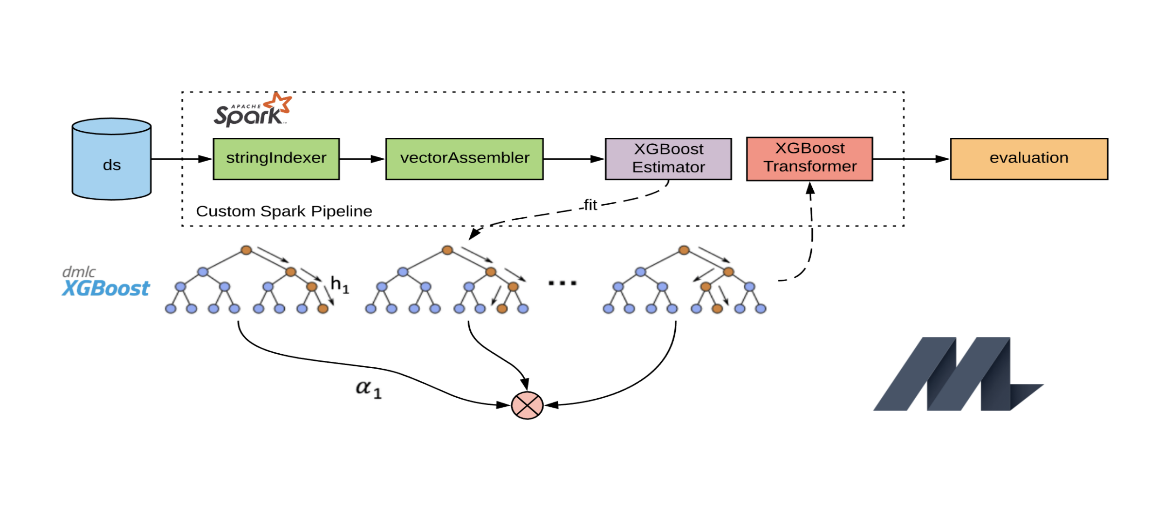 APACHE
Spark
ds
stringIndexer
vectorAssembler
XGBoost
Estimator
XGBoost
Transformer
evaluation
Custom Spark Pipeline
fit
dmlc
XGBoost
h1
...
α1